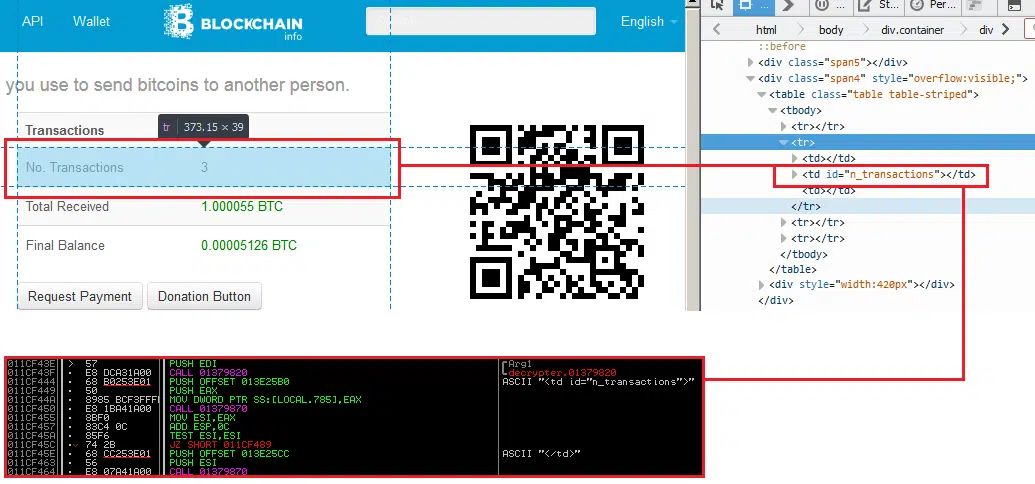 API Wallet BLOCKCHAIN info Search English
you use to send bitcoins to another person.
Transactions
tr 373.15 × 39
No. Transactions 3
Total Received 1.000055 BTC
Final Balance 0.00005126 BTC
Request Payment Donation Button
... St... Per...
html body div.container div
::before
<div class="span5"></div>
<div class="span4" style="overflow:visible;">
<table class="table table-striped">
<tbody>
<tr></tr>
<tr>
<td></td>
<td id="n_transactions"></td>
<td></td>
</tr>
<tr></tr>
<tr></tr>
</tbody>
</table>
<div style="width:420px"></div>
</div>
011CF43E > 57 PUSH EDI Arg1
011CF43F . E8 DCA31A00 CALL 01379820 decrypter.01379820
011CF444 . 68 B0253E01 PUSH OFFSET 013E25B0 ASCII "<td id="n_transactions">"
011CF449 . 50 PUSH EAX
011CF44A . 8985 BCF3FFFF MOV DWORD PTR SS:[LOCAL.785],EAX
011CF450 . E8 1BA41A00 CALL 01379870
011CF455 . 8BF0 MOV ESI,EAX
011CF457 . 83C4 0C ADD ESP,0C
011CF45A . 85F6 TEST ESI,ESI
011CF45C . 74 2B JZ SHORT 011CF489
011CF45E . 68 CC253E01 PUSH OFFSET 013E25CC ASCII "</td>"
011CF463 . 56 PUSH ESI
011CF464 . E8 07A41A00 CALL 01379870